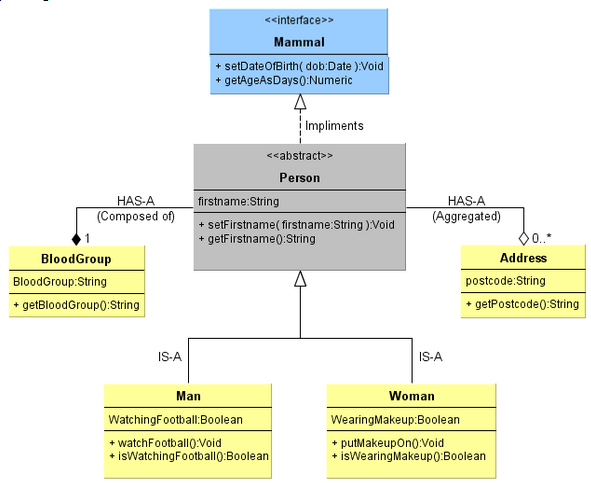 <<interface>>
Mammal
+ setDateOfBirth( dob:Date ):Void
+ getAgeAsDays():Numeric
Impliments
<<abstract>>
Person
firstname:String
+ setFirstname( firstname:String ):Void
+ getFirstname():String
HAS-A
(Composed of)
1
HAS-A
(Aggregated)
0..*
BloodGroup
BloodGroup:String
+ getBloodGroup():String
Address
postcode:String
+ getPostcode():String
IS-A
IS-A
Man
WatchingFootball:Boolean
+ watchFootball():Void
+ isWatchingFootball():Boolean
Woman
WearingMakeup:Boolean
+ putMakeupOn():Void
+ isWearingMakeup():Boolean